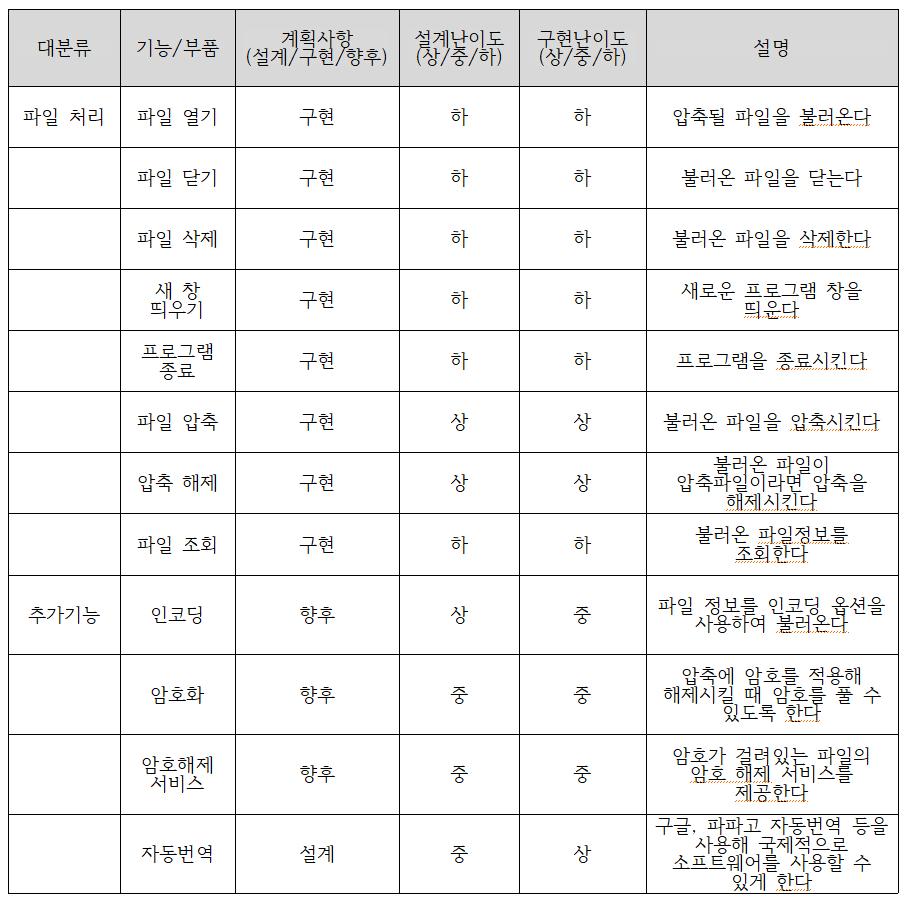 대분류
기능/부품
계획사항
(설계/구현/향후)
설계난이도
(상/중/하)
구현난이도
(상/중/하)
설명
파일 처리
파일 열기
구현
하
하
압축될 파일을 불러온다
파일 닫기
구현
하
하
불러온 파일을 닫는다
파일 삭제
구현
하
하
불러온 파일을 삭제한다
새 창
띄우기
구현
하
하
새로운 프로그램 창을
띄운다
프로그램
종료
구현
하
하
프로그램을 종료시킨다
파일 압축
구현
상
상
불러온 파일을 압축시킨다
압축 해제
구현
상
상
불러온 파일이
압축파일이라면 압축을
해제시킨다
파일 조회
구현
하
하
불러온 파일정보를
조회한다
추가기능
인코딩
향후
상
중
파일 정보를 인코딩 옵션을
사용하여 불러온다
암호화
향후
중
중
압축에 암호를 적용해
해제시킬 때 암호를 풀 수
있도록 한다
암호해제
서비스
향후
중
중
암호가 걸려있는 파일의
암호 해제 서비스를
제공한다
자동번역
설계
중
상
구글, 파파고 자동번역 등을
사용해 국제적으로
소프트웨어를 사용할 수
있게 한다